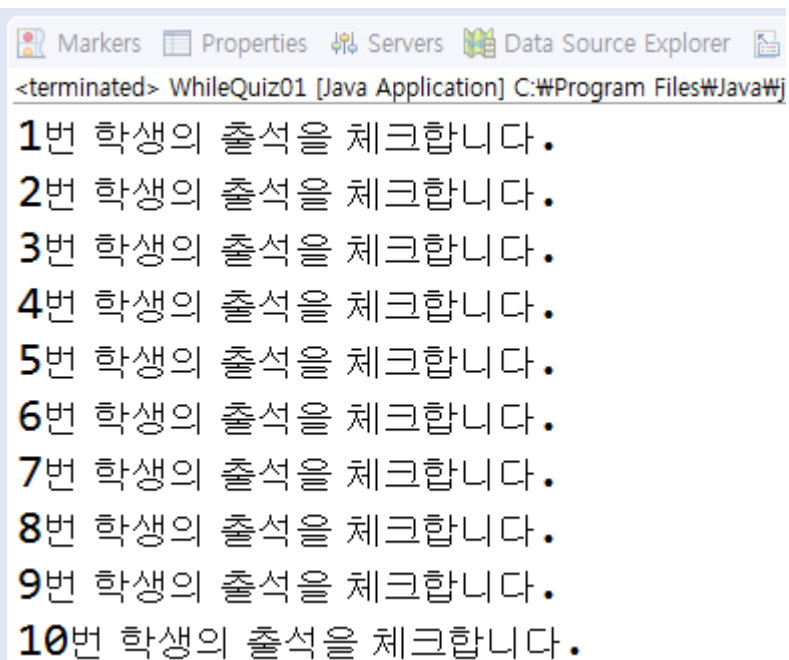 Markers Properties Servers Data Source Explorer
<terminated> WhileQuiz01 [Java Application] C:₩Program Files₩Java₩j
1번 학생의 출석을 체크합니다.
2번 학생의 출석을 체크합니다.
3번 학생의 출석을 체크합니다.
4번 학생의 출석을 체크합니다.
5번 학생의 출석을 체크합니다.
6번 학생의 출석을 체크합니다.
7번 학생의 출석을 체크합니다.
8번 학생의 출석을 체크합니다.
9번 학생의 출석을 체크합니다.
10번 학생의 출석을 체크합니다.